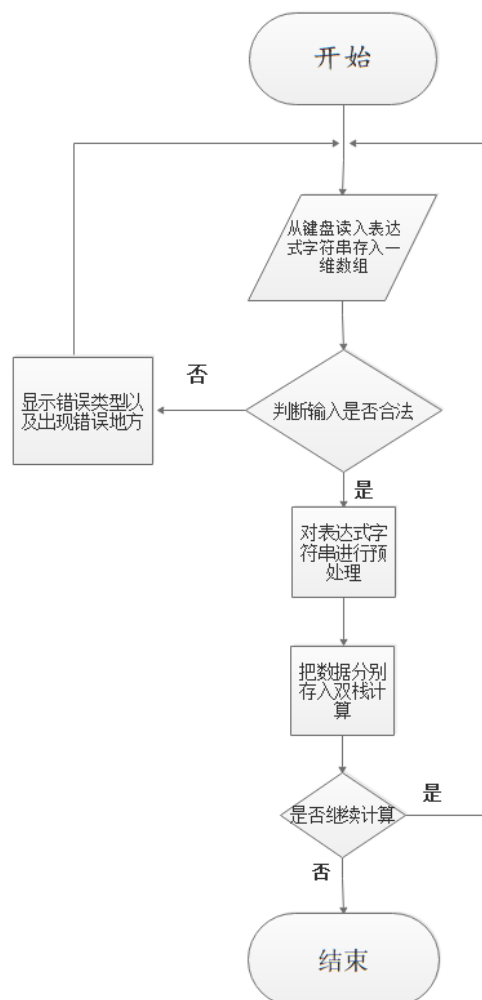 开始
从键盘读入表达
式字符串存入一
维数组
否
显示错误类型以
及出现错误地方
判断输入是否合法
是
对表达式字
符串进行预
处理
把数据分别
存入双栈计
算
是
是否继续计算
否
结束